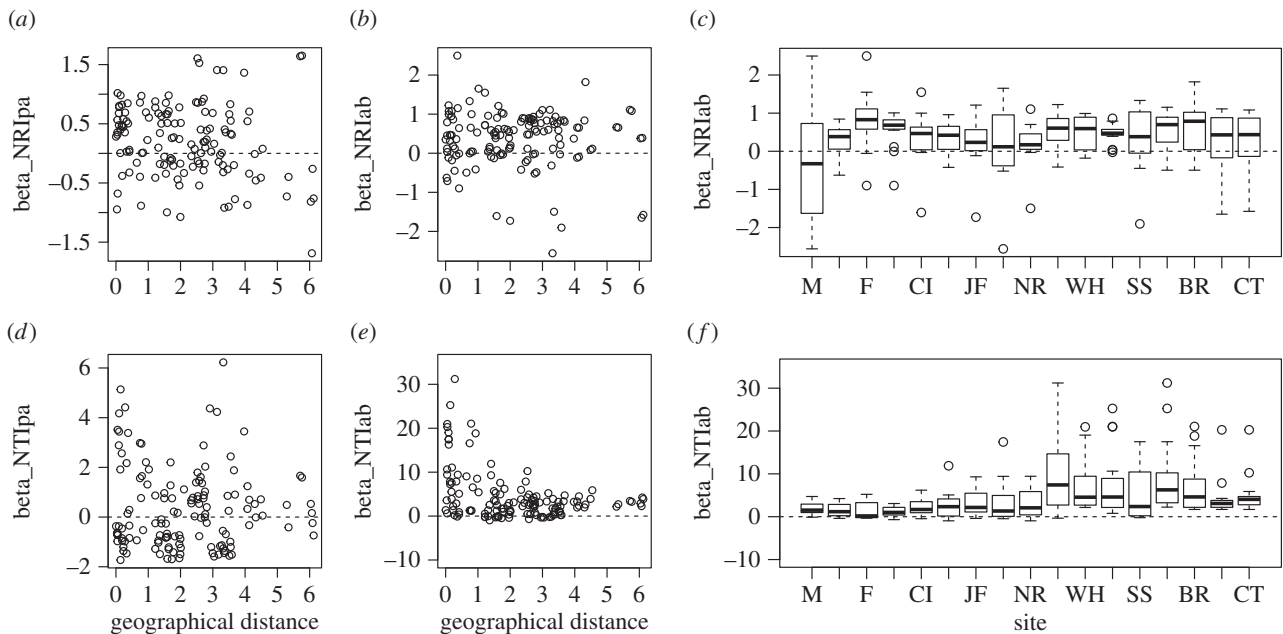 (a)
beta_NRIpa
1.5
0.5
−0.5
−1.5
0 1 2 3 4 5 6
(b)
beta_NRIab
2
1
0
−2
0 1 2 3 4 5 6
(c)
beta_NRIab
2
1
0
−1
−2
M F CI JF NR WH SS BR CT
(d)
beta_NTIpa
6
4
2
0
−2
0 1 2 3 4 5 6
geographical distance
(e)
beta_NTIab
30
20
10
0
−10
0 1 2 3 4 5 6
geographical distance
(f)
beta_NTIab
30
20
10
0
−10
M F CI JF NR WH SS BR CT
site